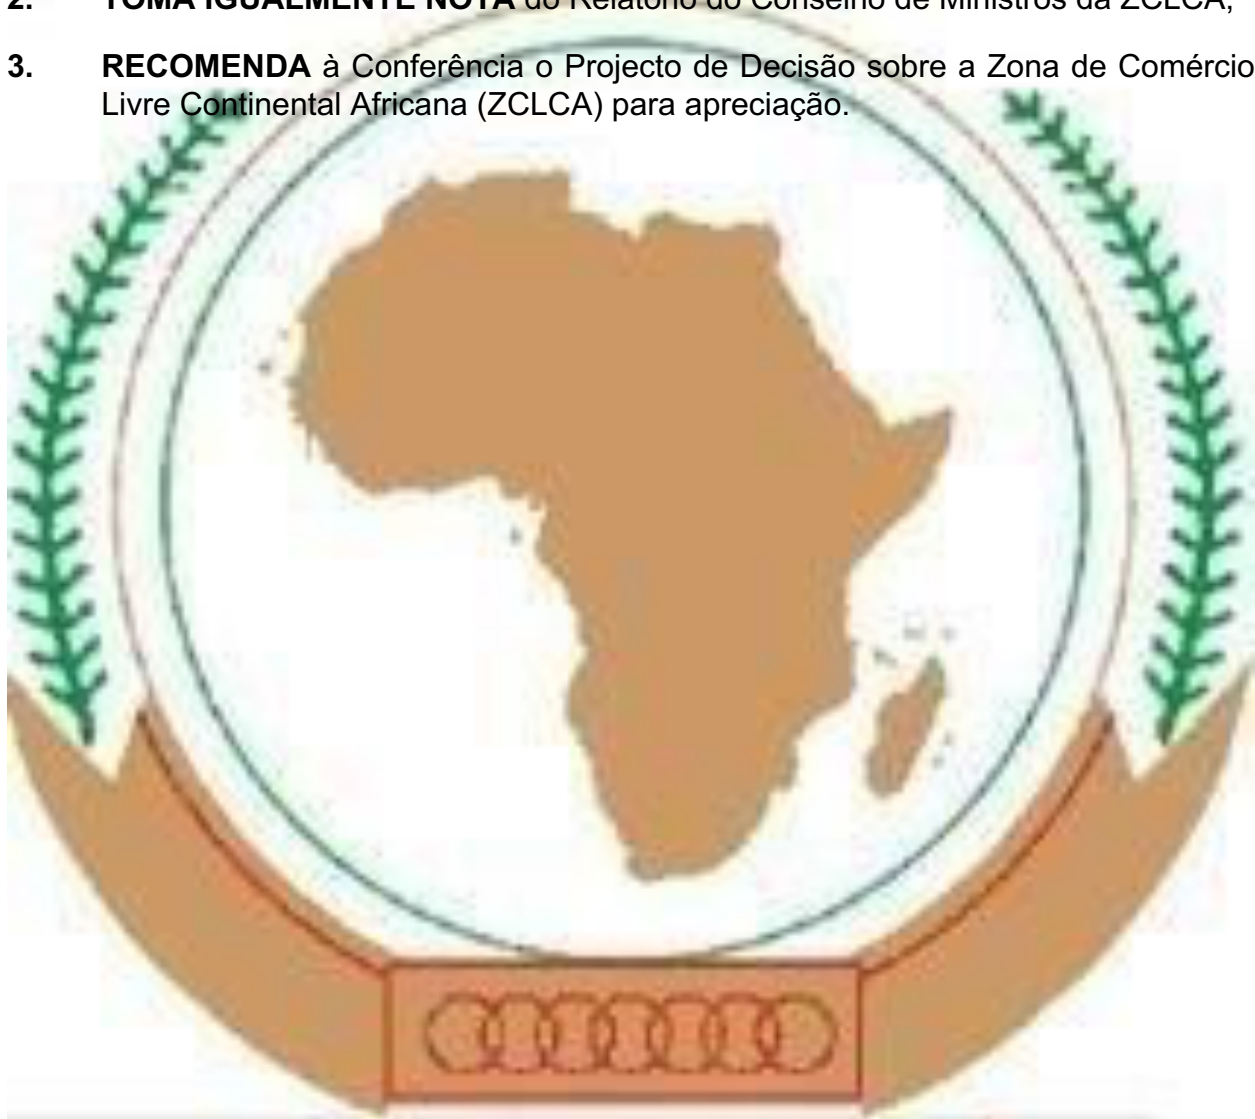 2. TOMA IGUALMENTE NOTA do Relatório do Conselho de Ministros da ZCLCA;
3. RECOMENDA à Conferência o Projecto de Decisão sobre a Zona de Comércio
Livre Continental Africana (ZCLCA) para apreciação.